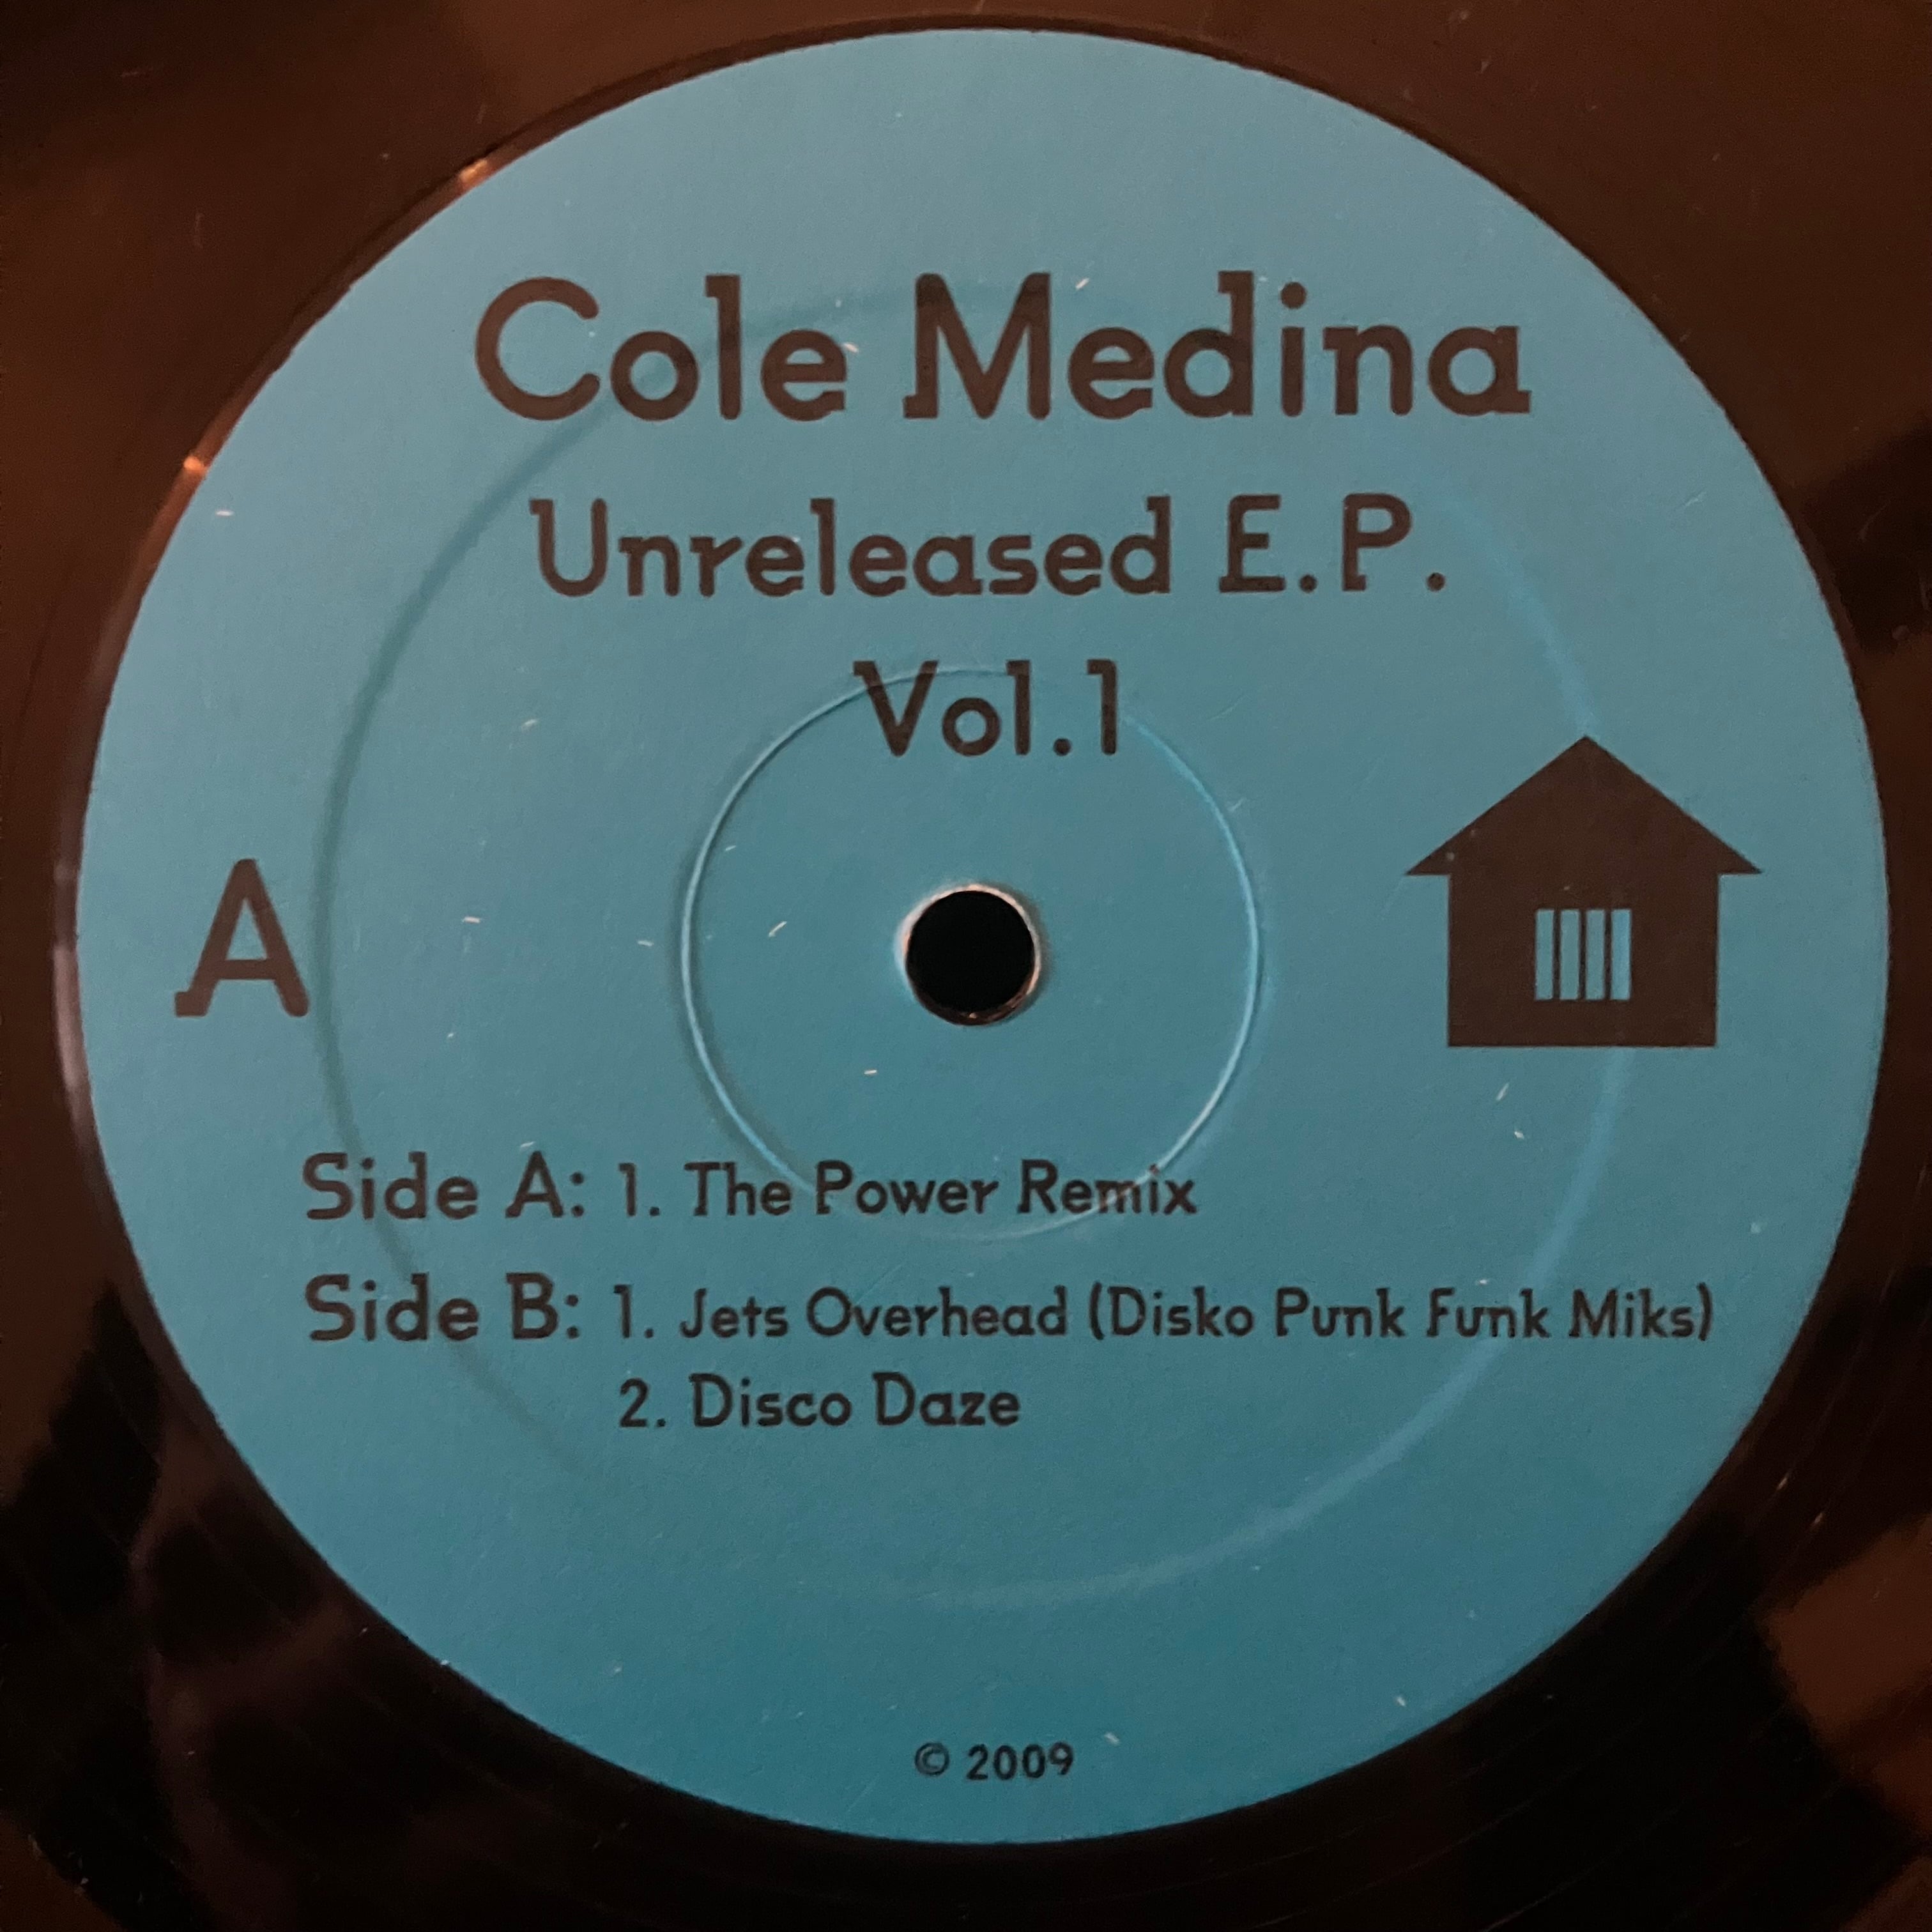 Cole Medina
Unreleased E.P.
Vol.1
A
Side A: 1. The Power Remix
Side B: 1. Jets Overhead (Disko Punk Funk Miks)
2. Disco Daze
© 2009